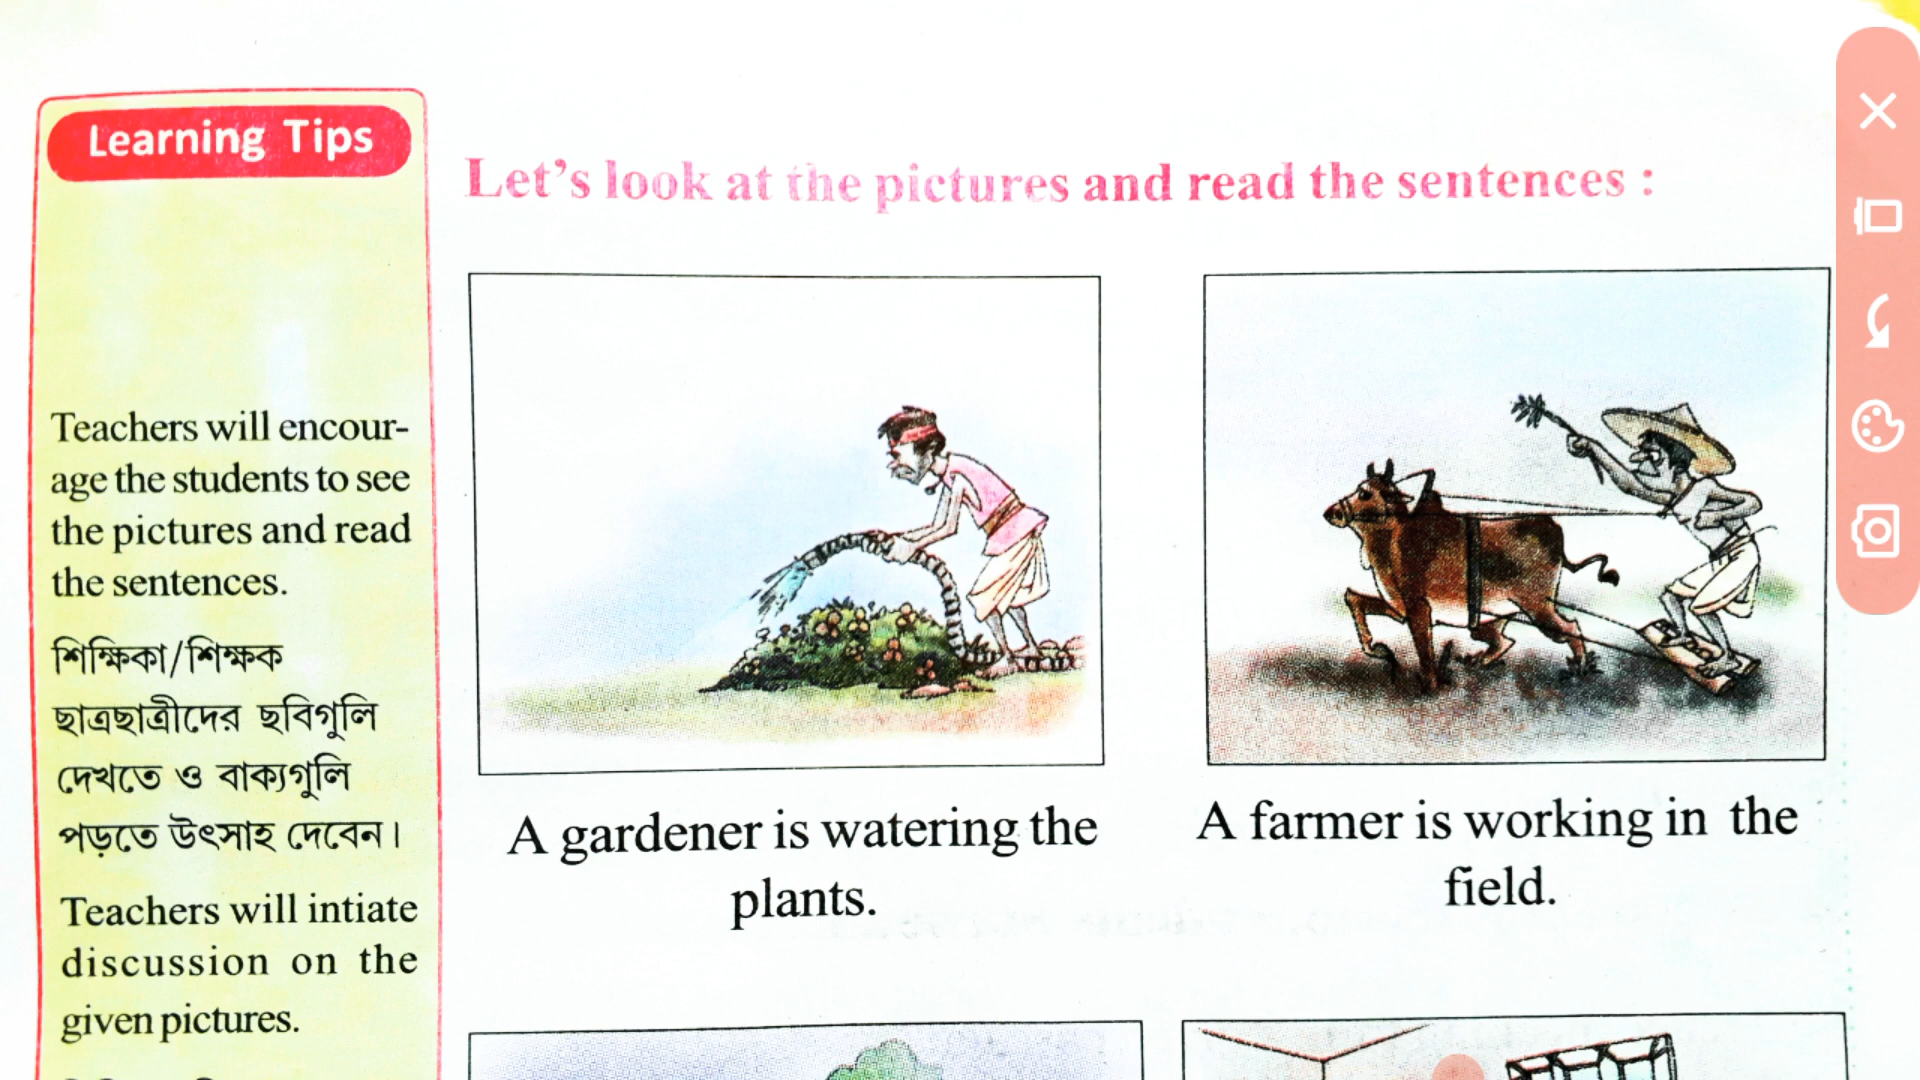 Learning Tips
Teachers will encour-
age the students to see
the pictures and read
the sentences.
শিক্ষিকা/শিক্ষক
ছাত্রছাত্রীদের ছবিগুলি
দেখতে ও বাক্যগুলি
পড়তে উৎসাহ দেবেন।
Teachers will intiate
discussion on the
given pictures.
Let's look at the pictures and read the sentences :
A gardener is watering the
plants.
A farmer is working in the
field.